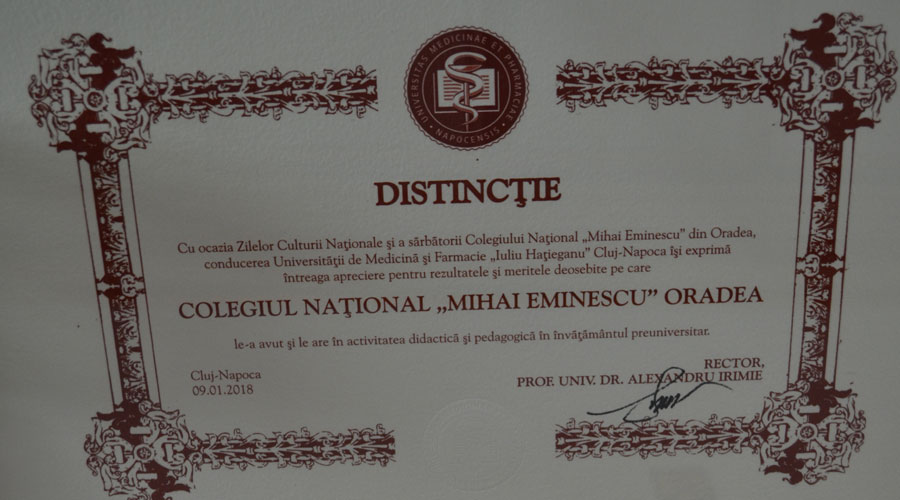 UNIVERSITAS MEDICINAE ET PHARMACIAE
NAPOCENSIS
DISTINCŢIE
Cu ocazia Zilelor Culturii Naţionale şi a sărbătorii Colegiului Naţional „Mihai Eminescu” din Oradea,
conducerea Universităţii de Medicină şi Farmacie „Iuliu Haţieganu” Cluj-Napoca îşi exprimă
întreaga apreciere pentru rezultatele şi meritele deosebite pe care
COLEGIUL NAŢIONAL „MIHAI EMINESCU” ORADEA
le-a avut şi le are în activitatea didactică şi pedagogică în învăţământul preuniversitar.
Cluj-Napoca
09.01.2018
RECTOR,
PROF. UNIV. DR. ALEXANDRU IRIMIE